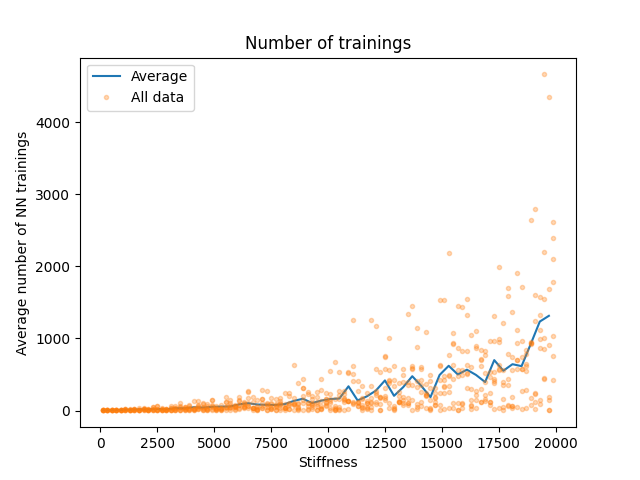 Number of trainings
Average
All data
Average number of NN trainings
4000
3000
2000
1000
0
0 2500 5000 7500 10000 12500 15000 17500 20000
Stiffness